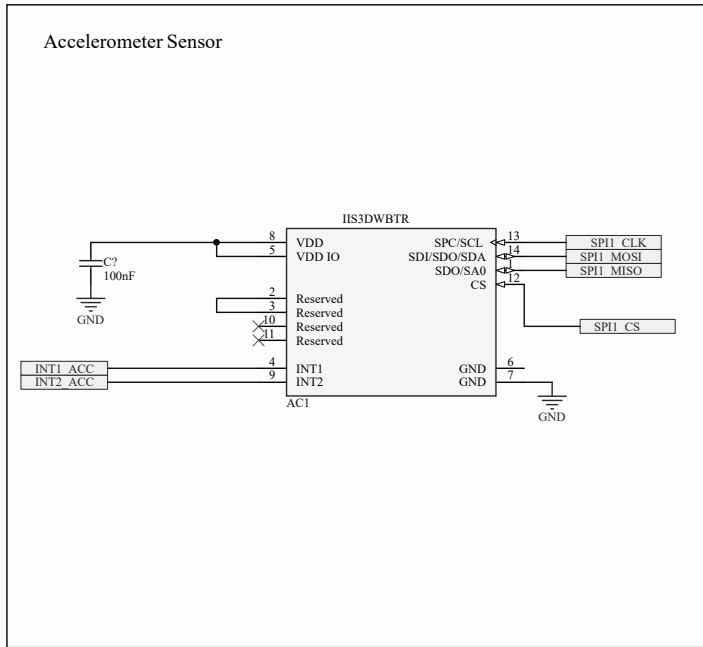 Accelerometer Sensor
IIS3DWBTR
8 VDD SPC/SCL 13 SPI1_CLK
5 VDD IO SDI/SDO/SDA 14 SPI1_MOSI
C? SDO/SA0 1 SPI1_MISO
100nF CS 12
2 Reserved
GND 3 Reserved
10 Reserved SPI1_CS
11 Reserved
INT1_ACC 4 INT1 GND 6
INT2_ACC 9 INT2 GND 7
AC1
GND